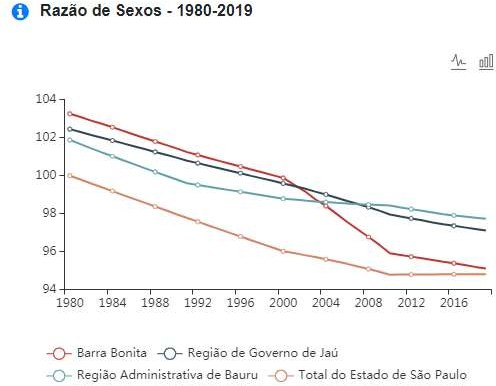 Razão de Sexos - 1980-2019
104
102
100
98
96
94
1980 1984 1988 1992 1996 2000 2004 2008 2012 2016
Barra Bonita Região de Governo de Jaú
Região Administrativa de Bauru Total do Estado de São Paulo